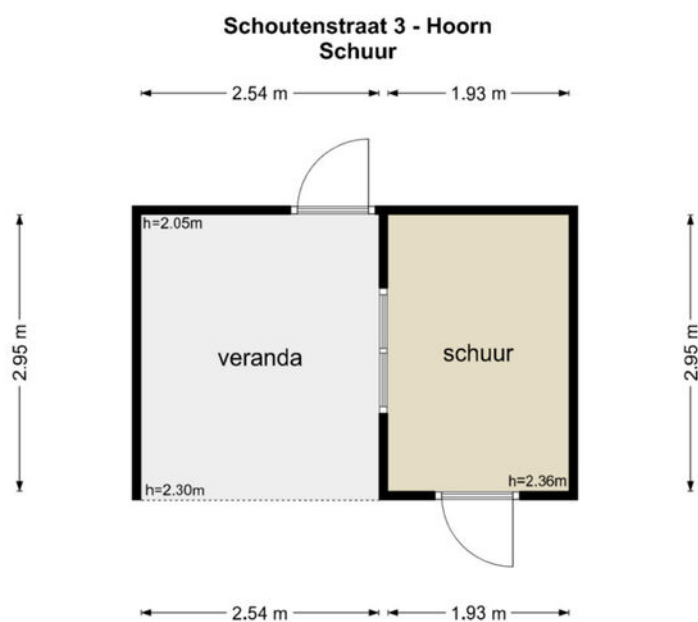 Schoutenstraat 3 - Hoorn
Schuur
2.54 m
1.93 m
h=2.05m
2.95 m
veranda
schuur
2.95 m
h=2.30m
h=2.36m
2.54 m
1.93 m